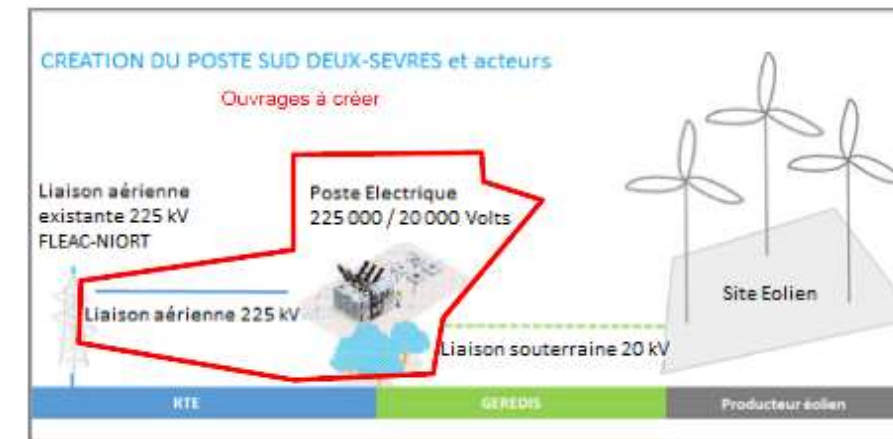 CREATION DU POSTE SUD DEUX-SEVRES et acteurs
Ouvrages à créer
Liaison aérienne
existante 225 kV
FLEAC-NIORT
Poste Electrique
225 000 / 20 000 Volts
Liaison aérienne 225 kV
Site Eolien
Liaison souterraine 20 kV
RTE
GEREDIS
Producteur éolien